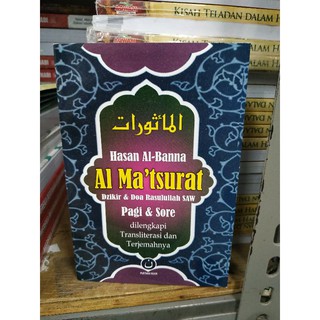 KISAH TELADAN DALAM
المأثورات
Hasan Al-Banna
Al Ma'tsurat
Dzikir & Doa Rasulullah SAW
Pagi & Sore
dilengkapi
Transliterasi dan
Terjemahnya